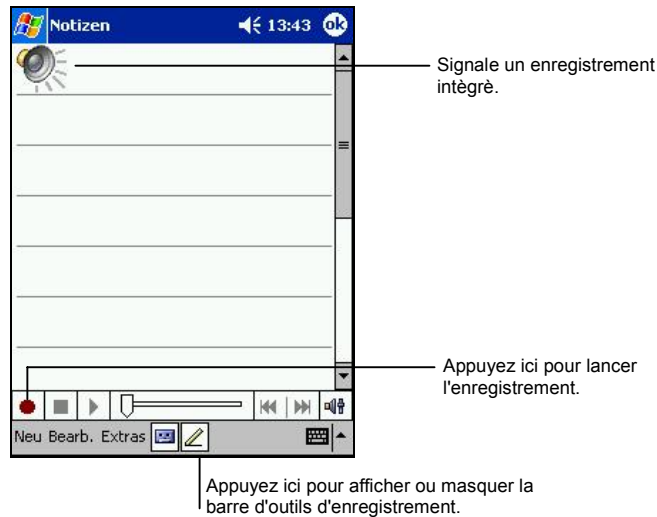 Notizen 13:43 ok
Signale un enregistrement
intègrè.
Appuyez ici pour lancer
l'enregistrement.
Neu Bearb. Extras
Appuyez ici pour afficher ou masquer la
barre d'outils d'enregistrement.